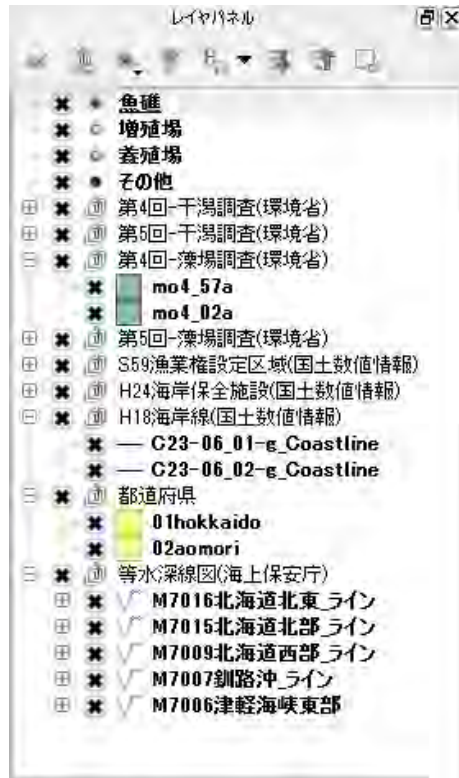 レイヤパネル
魚礁
増殖場
養殖場
その他
第4回-干潟調査(環境省)
第5回-干潟調査(環境省)
第4回-藻場調査(環境省)
mo4_57a
mo4_02a
第5回-藻場調査(環境省)
S59漁業権設定区域(国土数値情報)
H24海岸保全施設(国土数値情報)
H18海岸線(国土数値情報)
C23-06_01-g_Coastline
C23-06_02-g_Coastline
都道府県
01hokkaido
02aomori
等水深線図(海上保安庁)
M7016北海道北東_ライン
M7015北海道北部_ライン
M7009北海道西部_ライン
M7007釧路沖_ライン
M7006津軽海峡東部